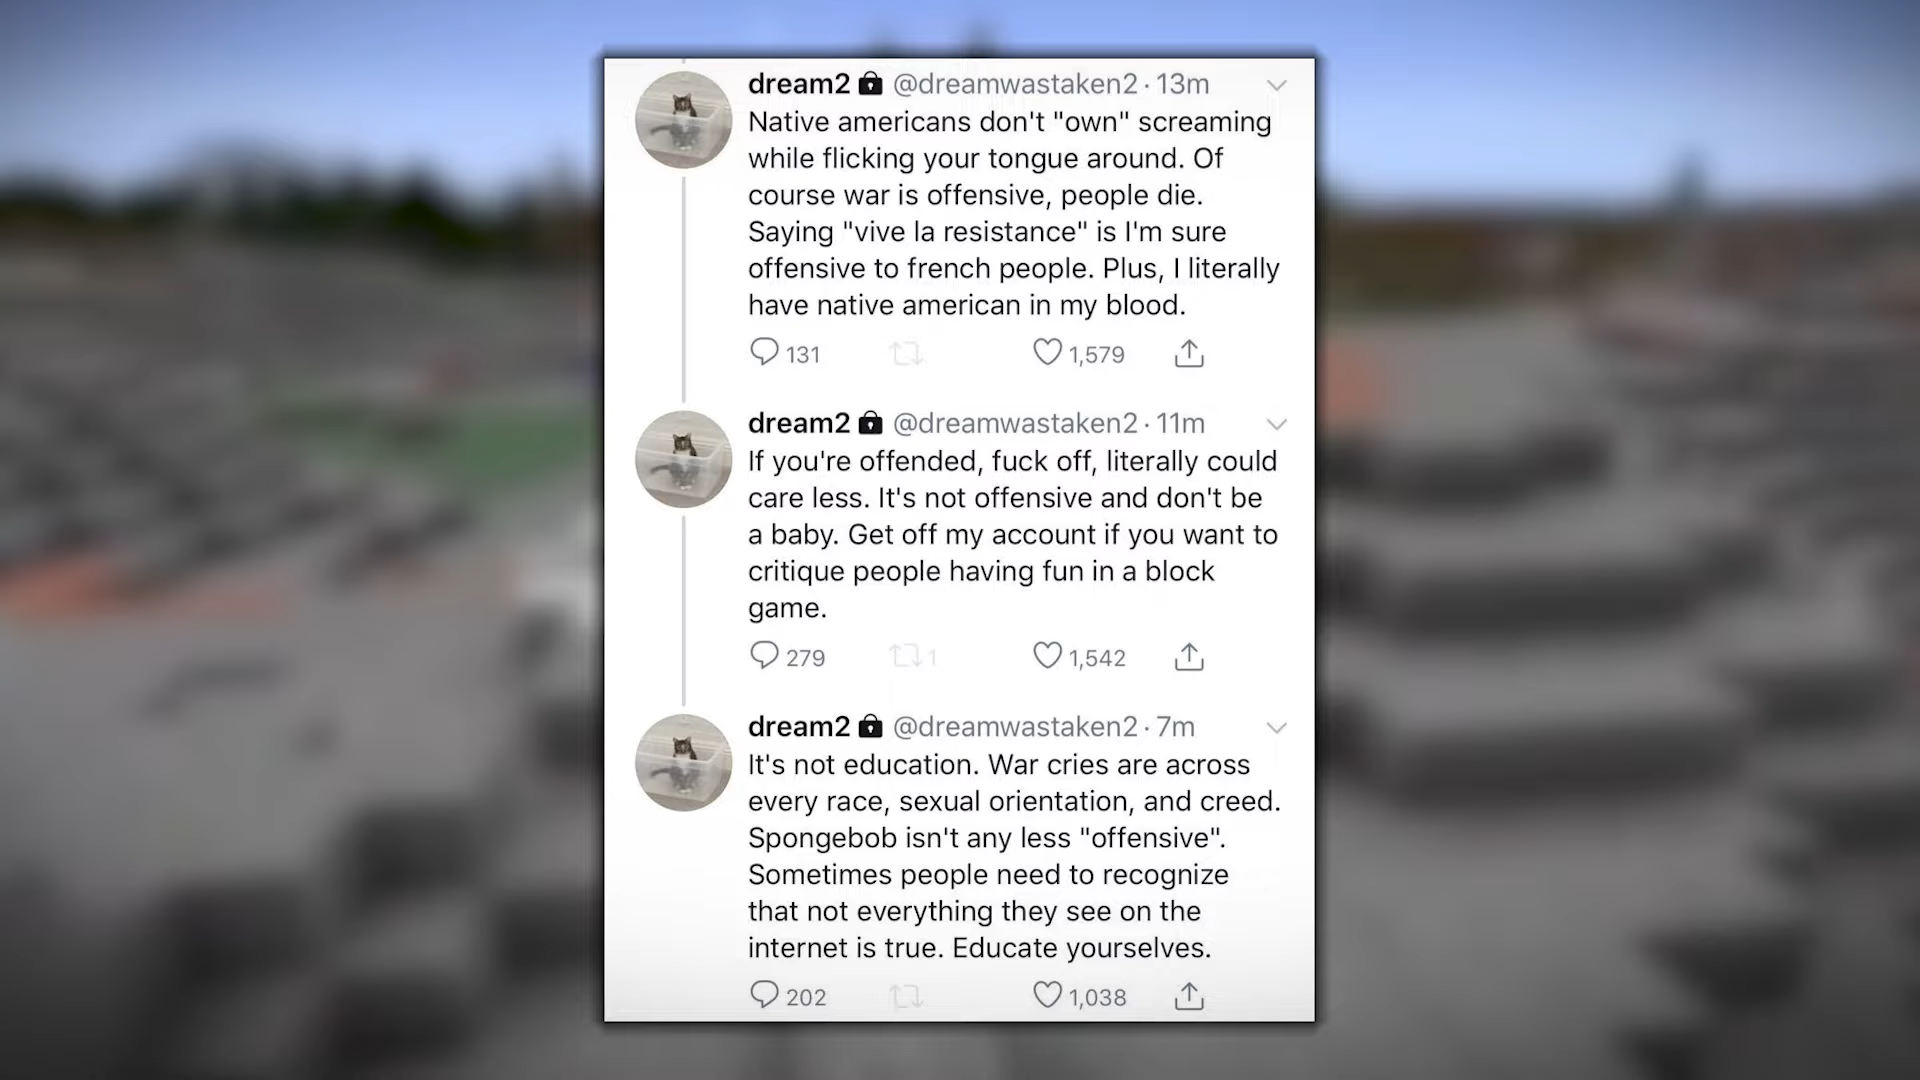 dream2 @dreamwastaken2 · 13m
Native americans don't "own" screaming
while flicking your tongue around. Of
course war is offensive, people die.
Saying "vive la resistance" is I'm sure
offensive to french people. Plus, I literally
have native american in my blood.
131 1,579
dream2 @dreamwastaken2 · 11m
If you're offended, fuck off, literally could
care less. It's not offensive and don't be
a baby. Get off my account if you want to
critique people having fun in a block
game.
279 1 1,542
dream2 @dreamwastaken2 · 7m
It's not education. War cries are across
every race, sexual orientation, and creed.
Spongebob isn't any less "offensive".
Sometimes people need to recognize
that not everything they see on the
internet is true. Educate yourselves.
202 1,038